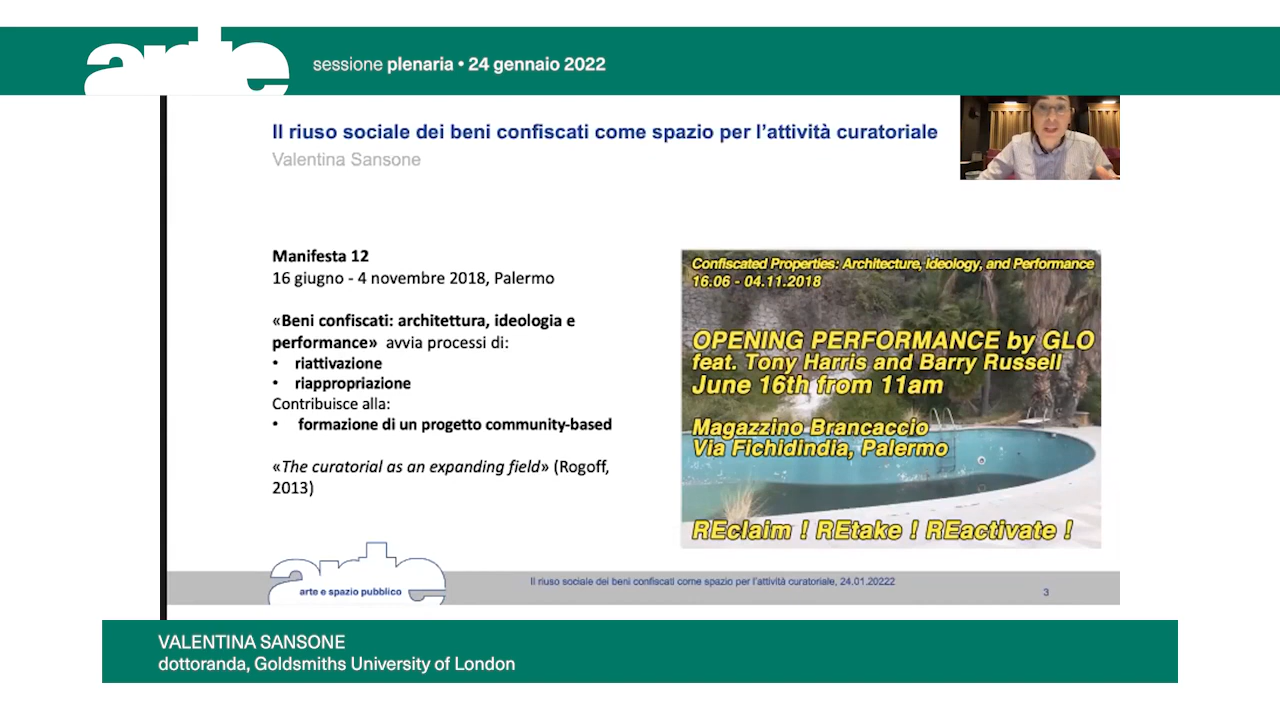 arte
sessione plenaria • 24 gennaio 2022
Il riuso sociale dei beni confiscati come spazio per l'attività curatoriale
Valentina Sansone
Manifesta 12
16 giugno - 4 novembre 2018, Palermo
«Beni confiscati: architettura, ideologia e
performance» avvia processi di:
• riattivazione
• riappropriazione
Contribuisce alla:
• formazione di un progetto community-based
«The curatorial as an expanding field» (Rogoff,
2013)
Confiscated Properties: Architecture, Ideology, and Performance
16.06 - 04.11.2018
OPENING PERFORMANCE by GLO
feat. Tony Harris and Barry Russell
June 16th from 11am
Magazzino Brancaccio
Via Fichidindia, Palermo
REclaim ! REtake ! REactivate !
arte
arte e spazio pubblico
Il riuso sociale dei beni confiscati come spazio per l'attività curatoriale, 24.01.20222
3
VALENTINA SANSONE
dottoranda, Goldsmiths University of London